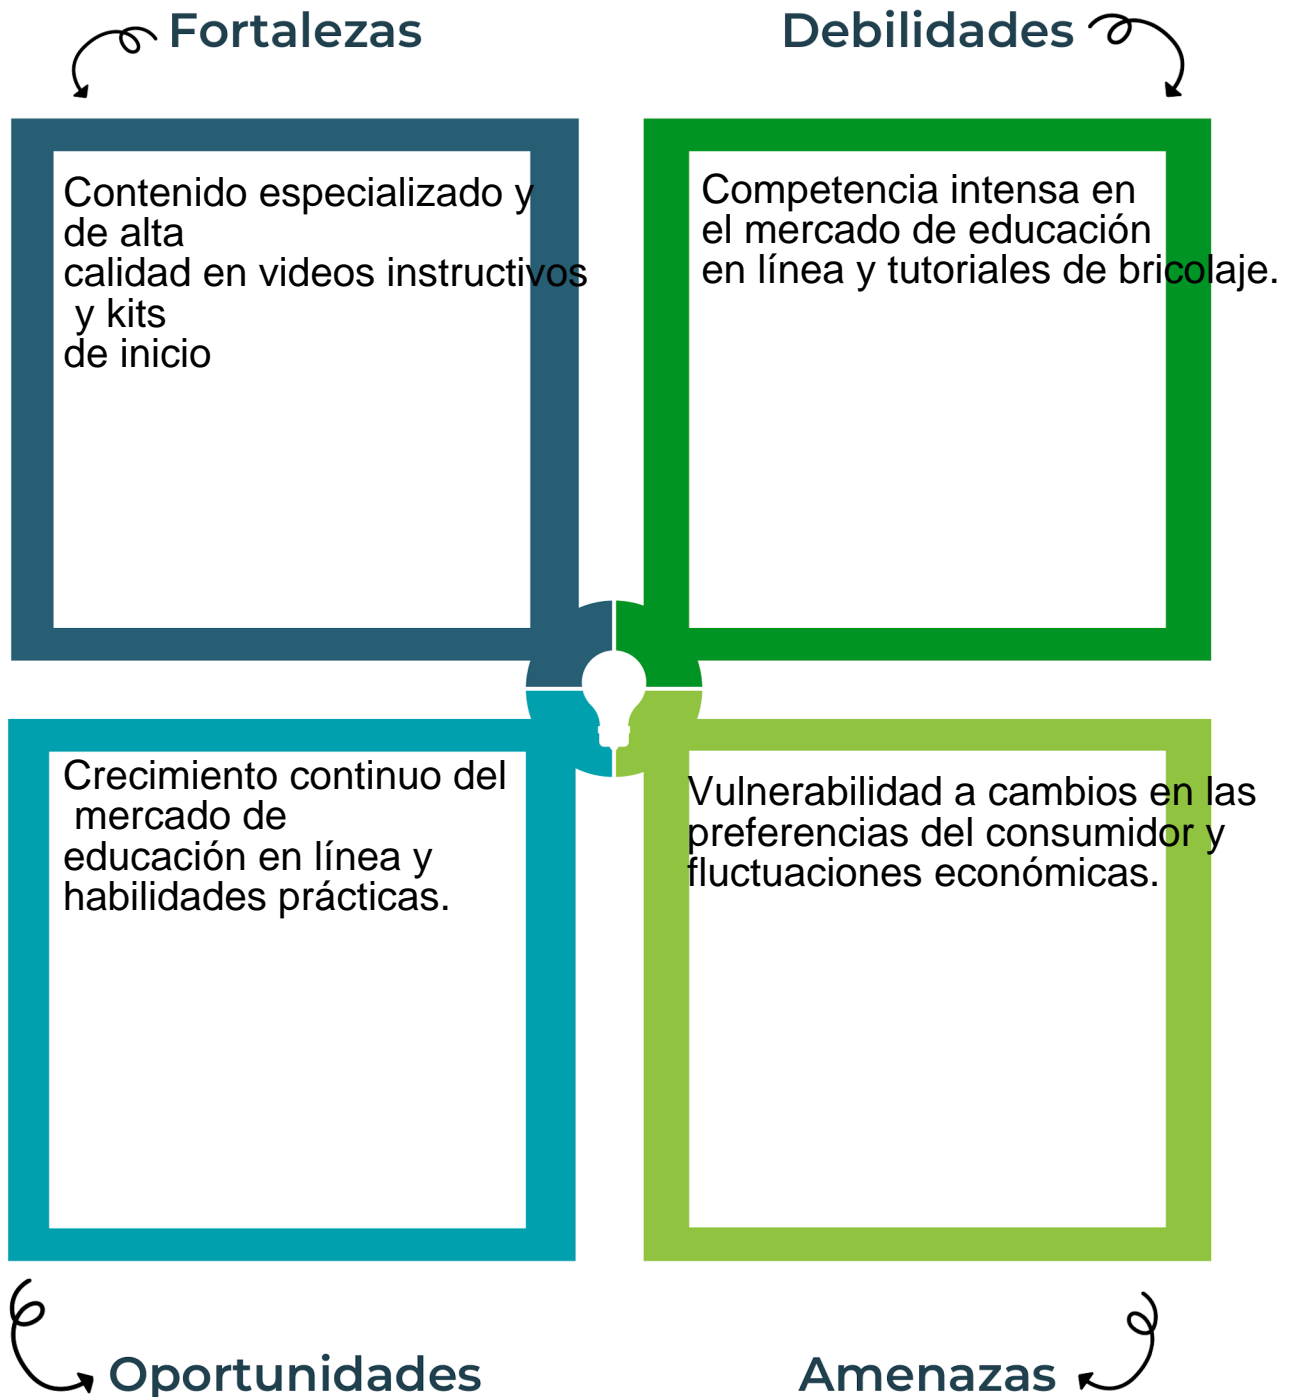 Fortalezas
Contenido especializado y
de alta
calidad en videos instructivos
y kits
de inicio
Debilidades
Competencia intensa en
el mercado de educación
en línea y tutoriales de bricolaje.
Crecimiento continuo del
mercado de
educación en línea y
habilidades prácticas.
Oportunidades
Vulnerabilidad a cambios en las
preferencias del consumidor y
fluctuaciones económicas.
Amenazas